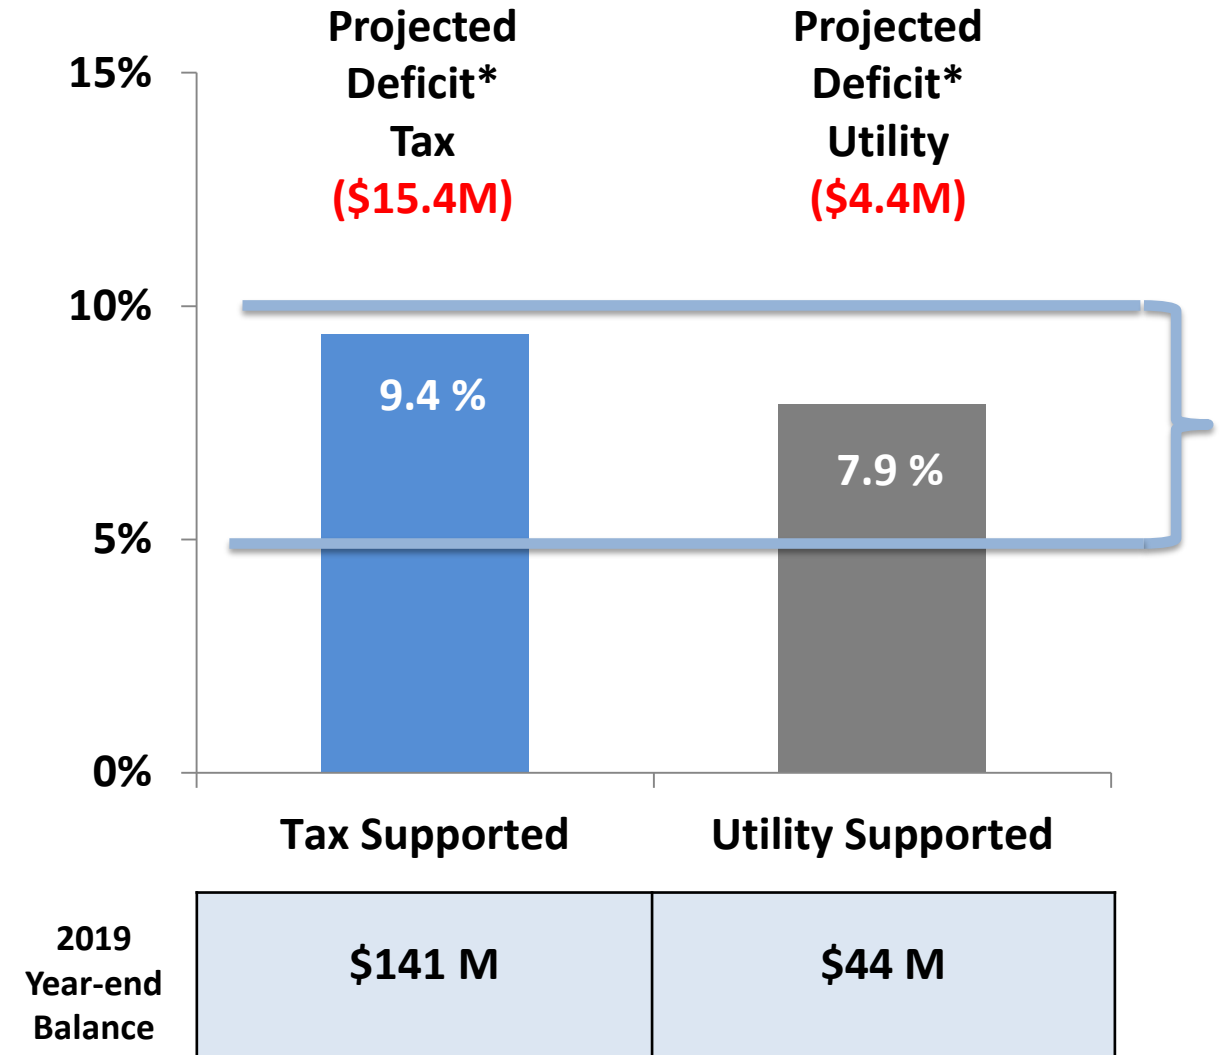 Projected
Deficit*
Tax
($15.4M)
Projected
Deficit*
Utility
($4.4M)
15%
10%
5%
0%
9.4 %
7.9 %
Tax Supported
Utility Supported
2019
Year-end
Balance
$141 M
$44 M